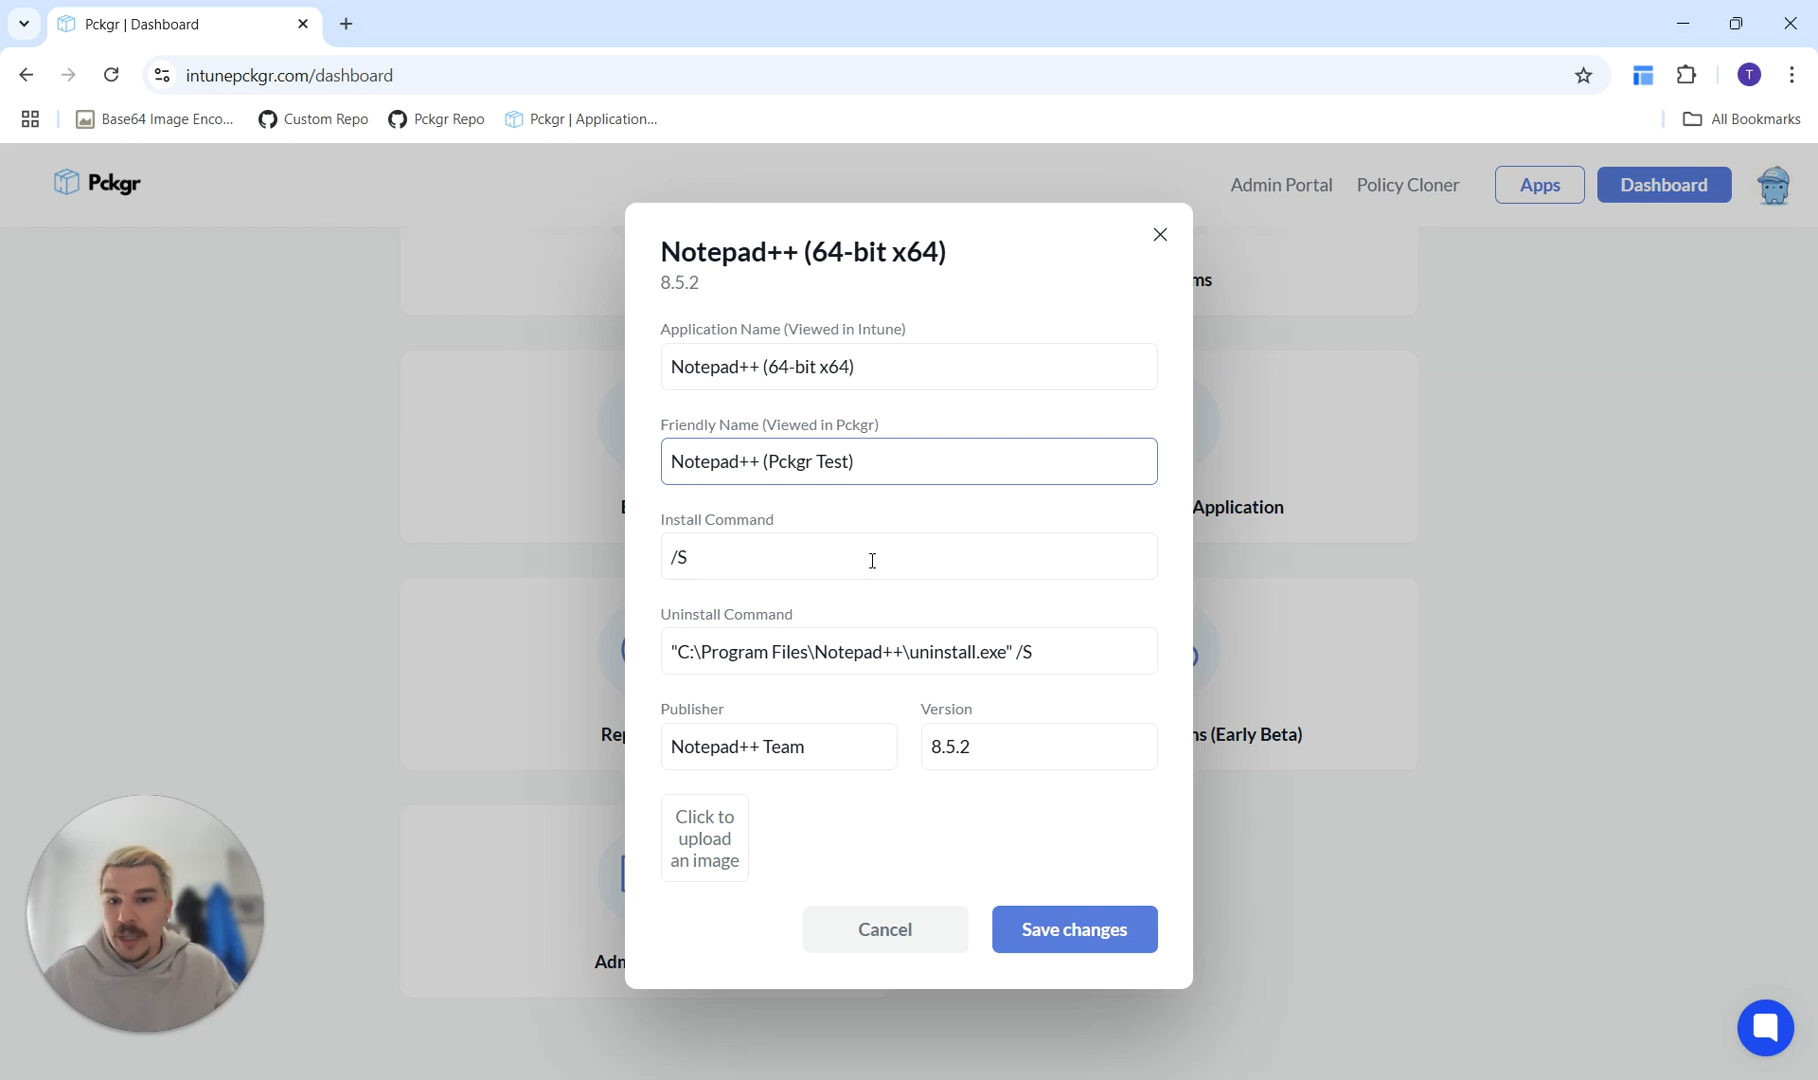 Pckgr | Dashboard
intunepckgr.com/dashboard
T
Base64 Image Enco...
Custom Repo
Pckgr Repo
Pckgr | Application...
All Bookmarks
Pckgr
Admin Portal
Policy Cloner
Apps
Dashboard
Notepad++ (64-bit x64)
8.5.2
ms
Application Name (Viewed in Intune)
Notepad++ (64-bit x64)
Friendly Name (Viewed in Pckgr)
Notepad++ (Pckgr Test)
Application
Install Command
/S
Uninstall Command
"C:\Program Files\Notepad++\uninstall.exe" /S
Publisher
Version
Re
Notepad++ Team
8.5.2
ns (Early Beta)
Click to
upload
an image
Cancel
Save changes
Adn